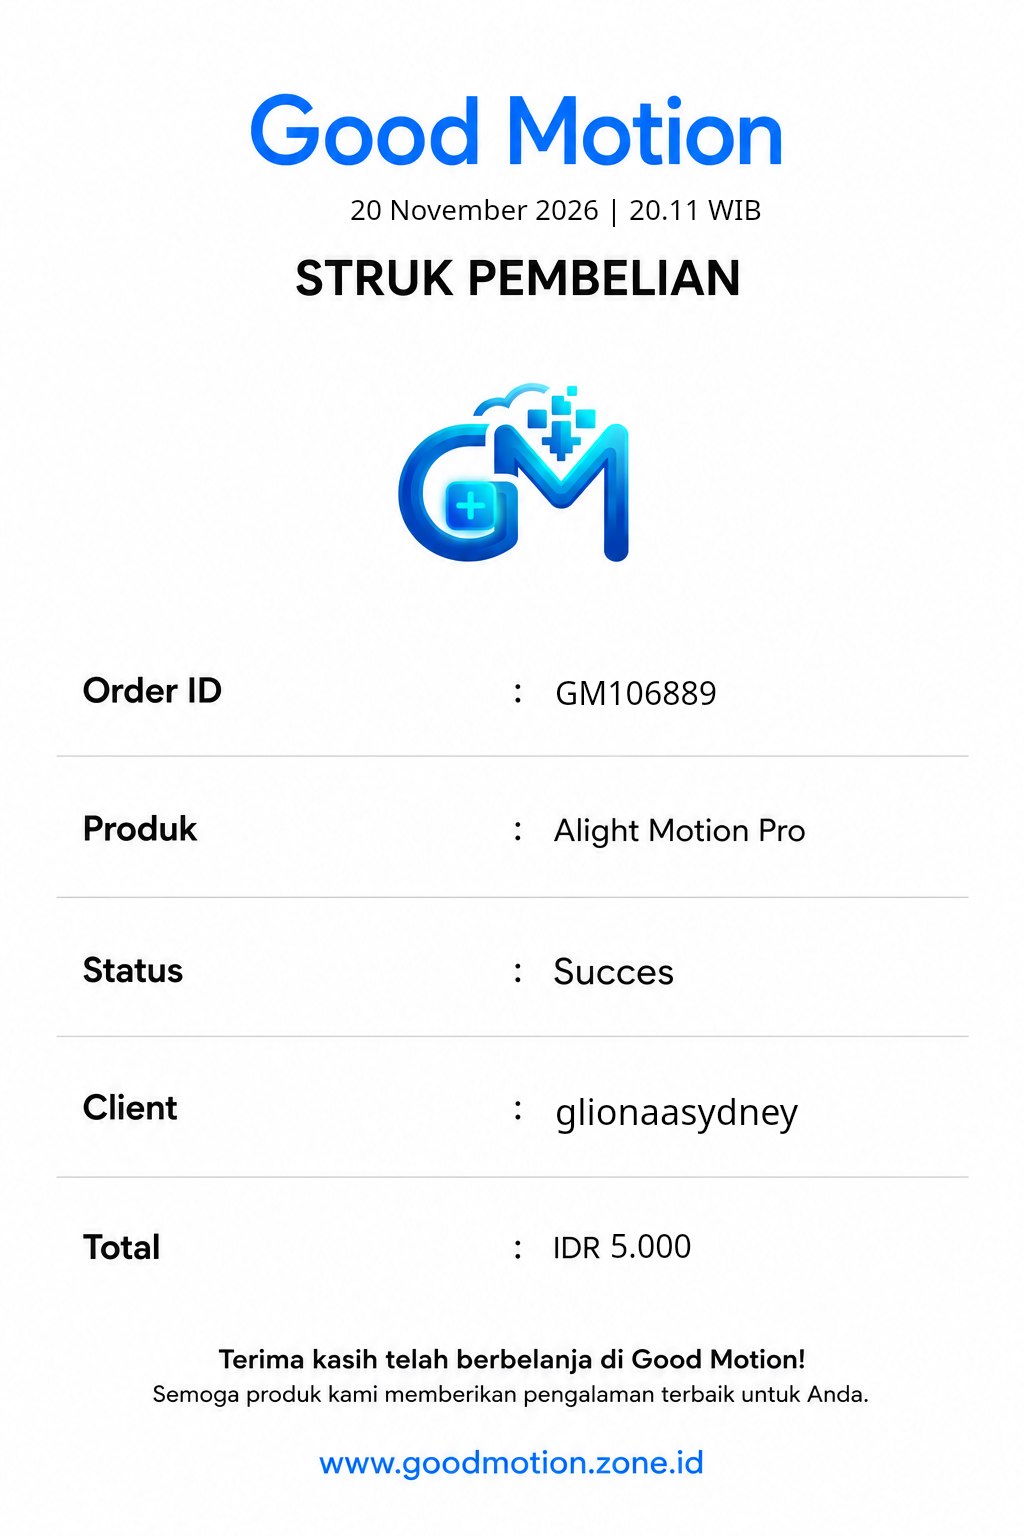 Good Motion
20 November 2026 | 20.11 WIB
STRUK PEMBELIAN
GM
Order ID : GM106889
Produk : Alight Motion Pro
Status : Succes
Client : glionaasydney
Total : IDR 5.000
Terima kasih telah berbelanja di Good Motion!
Semoga produk kami memberikan pengalaman terbaik untuk Anda.
www.goodmotion.zone.id